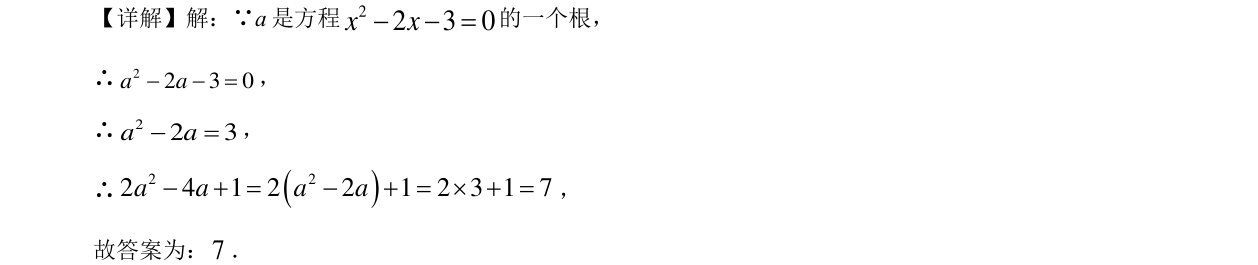 【详解】解：∵a 是方程 x² − 2x − 3 = 0 的一个根，
∴ a² − 2a − 3 = 0，
∴ a² − 2a = 3，
∴ 2a² − 4a + 1 = 2(a² − 2a) + 1 = 2×3 + 1 = 7，
故答案为：7．